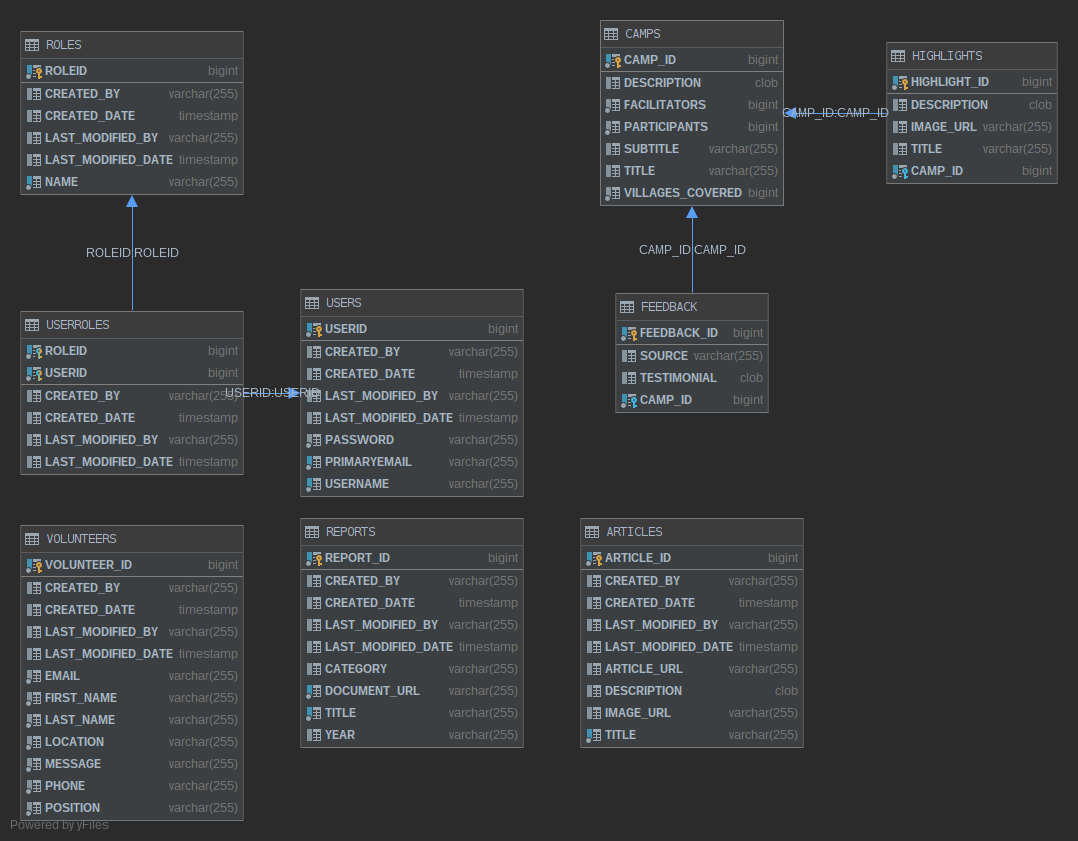 ROLES
ROLEID bigint
CREATED_BY varchar(255)
CREATED_DATE timestamp
LAST_MODIFIED_BY varchar(255)
LAST_MODIFIED_DATE timestamp
NAME varchar(255)
CAMPS
CAMP_ID bigint
DESCRIPTION clob
FACILITATORS bigint
PARTICIPANTS bigint
SUBTITLE varchar(255)
TITLE varchar(255)
VILLAGES_COVERED bigint
CAMP_ID:CAMP_ID
HIGHLIGHTS
HIGHLIGHT_ID bigint
DESCRIPTION clob
IMAGE_URL varchar(255)
TITLE varchar(255)
CAMP_ID bigint
ROLEID:ROLEID
CAMP_ID:CAMP_ID
USERROLES
ROLEID bigint
USERID bigint
CREATED_BY varchar(255)
CREATED_DATE timestamp
LAST_MODIFIED_BY varchar(255)
LAST_MODIFIED_DATE timestamp
USERID:USERID
USERS
USERID bigint
CREATED_BY varchar(255)
CREATED_DATE timestamp
LAST_MODIFIED_BY varchar(255)
LAST_MODIFIED_DATE timestamp
PASSWORD varchar(255)
PRIMARYEMAIL varchar(255)
USERNAME varchar(255)
FEEDBACK
FEEDBACK_ID bigint
SOURCE varchar(255)
TESTIMONIAL clob
CAMP_ID bigint
VOLUNTEERS
VOLUNTEER_ID bigint
CREATED_BY varchar(255)
CREATED_DATE timestamp
LAST_MODIFIED_BY varchar(255)
LAST_MODIFIED_DATE timestamp
EMAIL varchar(255)
FIRST_NAME varchar(255)
LAST_NAME varchar(255)
LOCATION varchar(255)
MESSAGE varchar(255)
PHONE varchar(255)
POSITION varchar(255)
REPORTS
REPORT_ID bigint
CREATED_BY varchar(255)
CREATED_DATE timestamp
LAST_MODIFIED_BY varchar(255)
LAST_MODIFIED_DATE timestamp
CATEGORY varchar(255)
DOCUMENT_URL varchar(255)
TITLE varchar(255)
YEAR varchar(255)
ARTICLES
ARTICLE_ID bigint
CREATED_BY varchar(255)
CREATED_DATE timestamp
LAST_MODIFIED_BY varchar(255)
LAST_MODIFIED_DATE timestamp
ARTICLE_URL varchar(255)
DESCRIPTION clob
IMAGE_URL varchar(255)
TITLE varchar(255)
Powered by yFiles